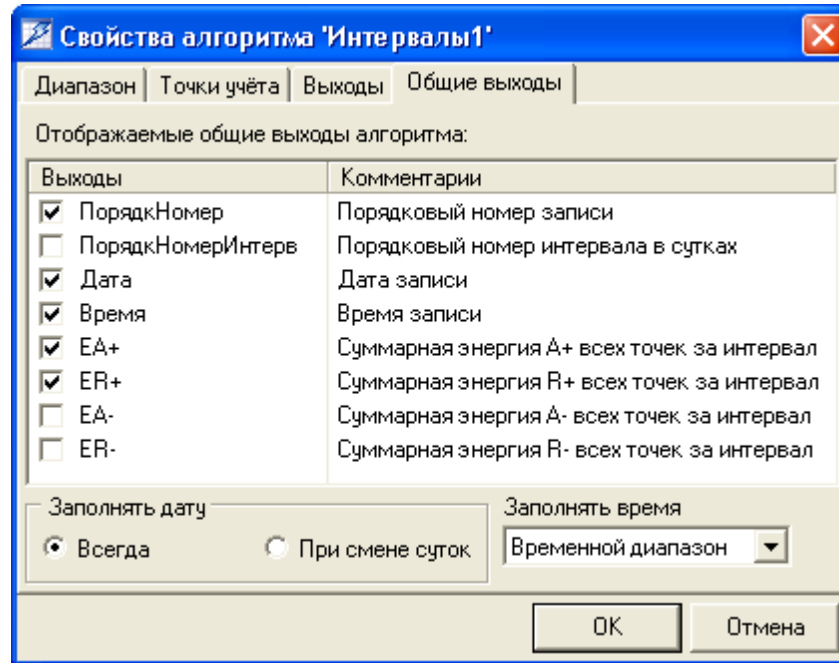 Свойства алгоритма 'Интервалы1'
Диапазон Точки учёта Выходы Общие выходы
Отображаемые общие выходы алгоритма:
Выходы Комментарии
ПорядкНомер Порядковый номер записи
ПорядкНомерИнтерв Порядковый номер интервала в сутках
Дата Дата записи
Время Время записи
EA+ Суммарная энергия A+ всех точек за интервал
ER+ Суммарная энергия R+ всех точек за интервал
EA- Суммарная энергия A- всех точек за интервал
ER- Суммарная энергия R- всех точек за интервал
Заполнять дату Заполнять время
Всегда При смене суток Временной диапазон
OK Отмена